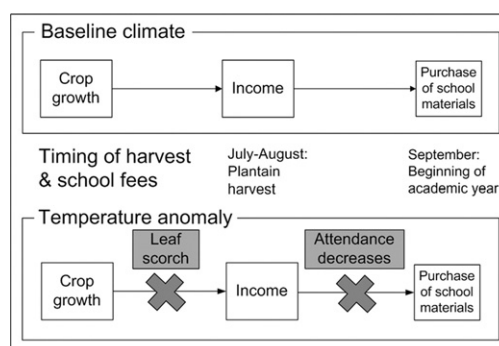 Baseline climate
Crop
growth
Income
Purchase
of school
materials
Timing of harvest
& school fees
July-August:
Plantain
harvest
September:
Beginning of
academic year
Temperature anomaly
Leaf
scorch
Attendance
decreases
Crop
growth
Income
Purchase
of school
materials